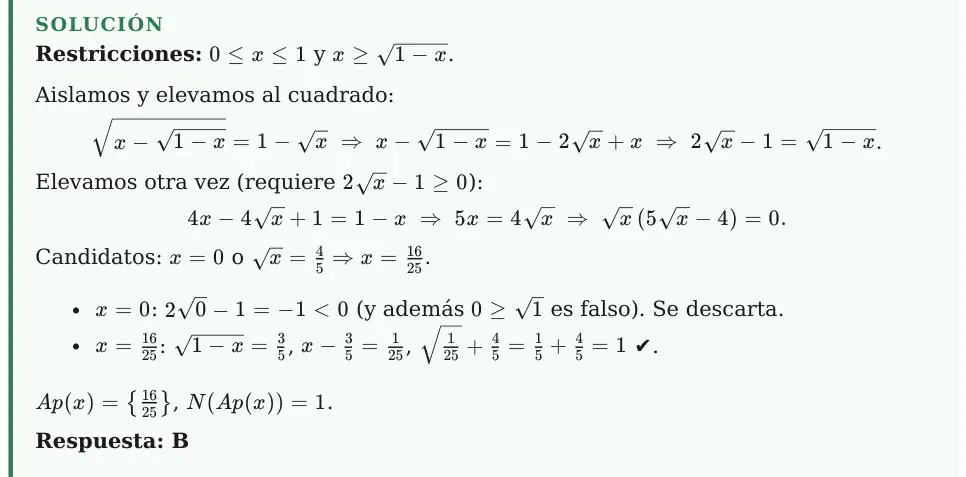 SOLUCIÓN
Restricciones: 0 ≤ x ≤ 1 y x ≥ √(1 − x).
Aislamos y elevamos al cuadrado:
√(x − √(1 − x)) = 1 − √x ⇒ x − √(1 − x) = 1 − 2√x + x ⇒ 2√x − 1 = √(1 − x).
Elevamos otra vez (requiere 2√x − 1 ≥ 0):
4x − 4√x + 1 = 1 − x ⇒ 5x = 4√x ⇒ √x (5√x − 4) = 0.
Candidatos: x = 0 o √x = 4/5 ⇒ x = 16/25.
• x = 0: 2√0 − 1 = −1 < 0 (y además 0 ≥ √1 es falso). Se descarta.
• x = 16/25: √(1 − x) = 3/5, x − 3/5 = 1/25, √(1/25) + 4/5 = 1/5 + 4/5 = 1 ✔.
Ap(x) = {16/25}, N(Ap(x)) = 1.
Respuesta: B